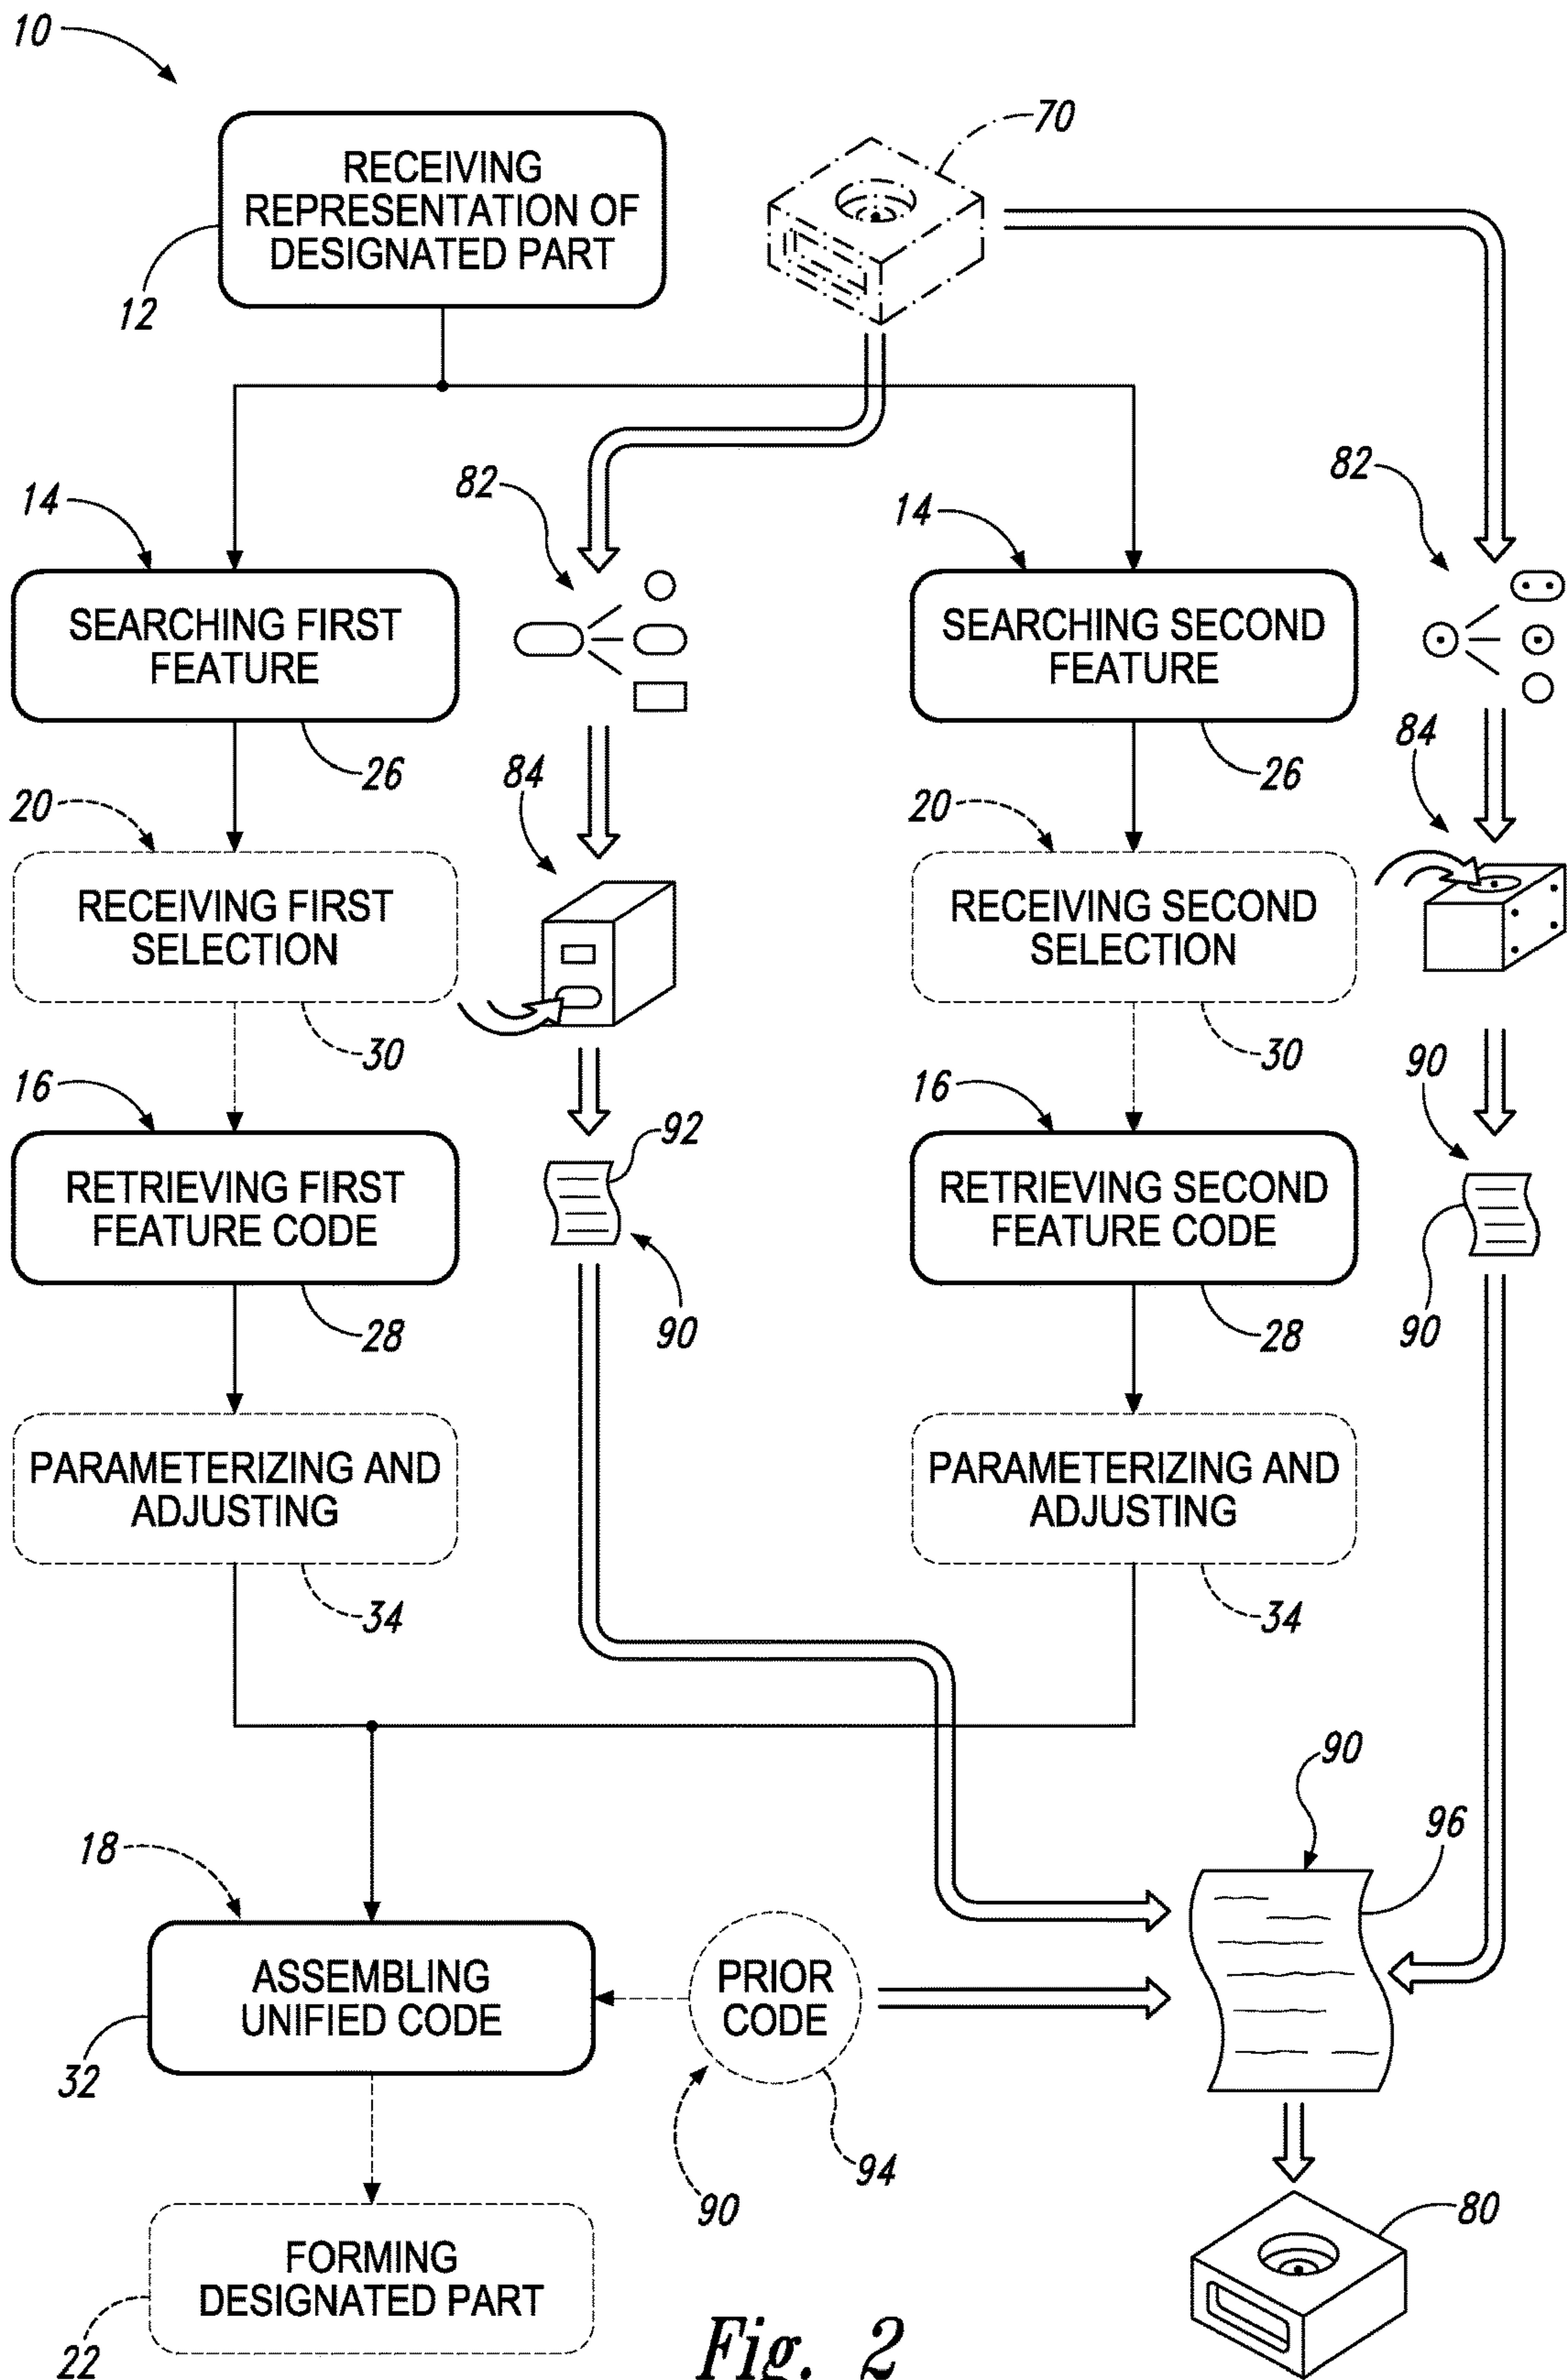 10
RECEIVING
REPRESENTATION OF
DESIGNATED PART
12
70
14
82
14
82
SEARCHING FIRST
FEATURE
26
SEARCHING SECOND
FEATURE
26
20
84
20
84
RECEIVING FIRST
SELECTION
30
RECEIVING SECOND
SELECTION
30
16
92
16
90
RETRIEVING FIRST
FEATURE CODE
28
90
RETRIEVING SECOND
FEATURE CODE
28
90
PARAMETERIZING AND
ADJUSTING
34
PARAMETERIZING AND
ADJUSTING
34
90
96
18
ASSEMBLING
UNIFIED CODE
32
PRIOR
CODE
94
90
80
FORMING
DESIGNATED PART
22
Fig. 2